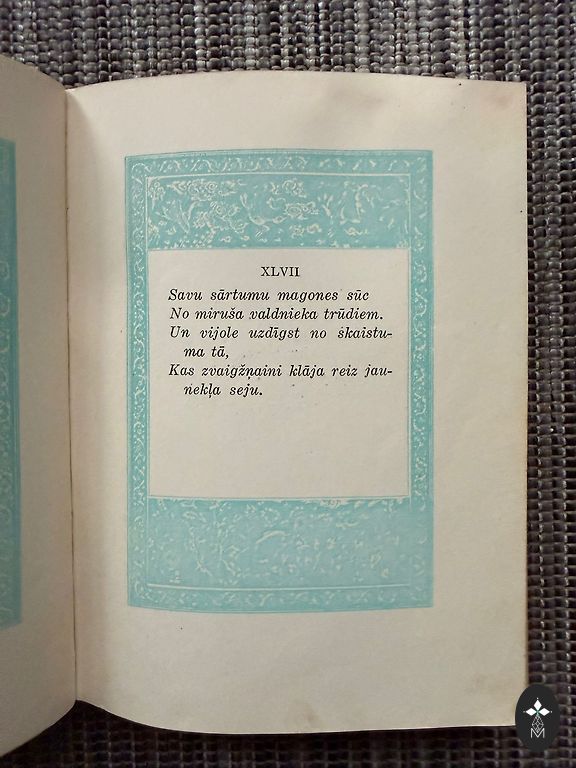 XLVII
Savu sārtumu magones sūc
No miruša valdnieka trūdiem.
Un vijole uzdīgst no skaistu-
ma tā,
Kas zvaigžņaini klāja reiz jau-
nekļa seju.
M